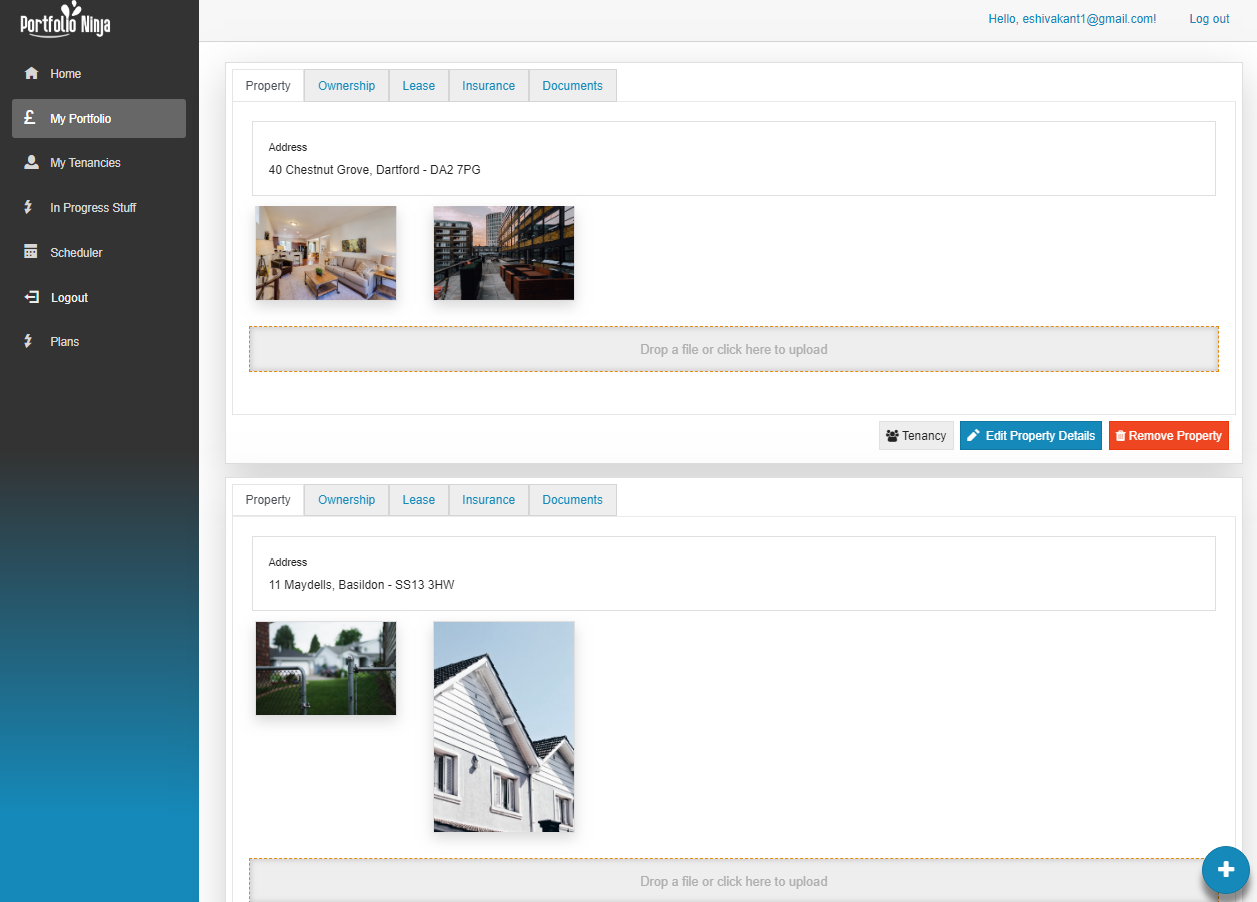 Portfolio Ninja
Hello, eshivakant1@gmail.com! Log out
Home
My Portfolio
My Tenancies
In Progress Stuff
Scheduler
Logout
Plans
Property Ownership Lease Insurance Documents
Address
40 Chestnut Grove, Dartford - DA2 7PG
Drop a file or click here to upload
Tenancy Edit Property Details Remove Property
Property Ownership Lease Insurance Documents
Address
11 Maydells, Basildon - SS13 3HW
Drop a file or click here to upload